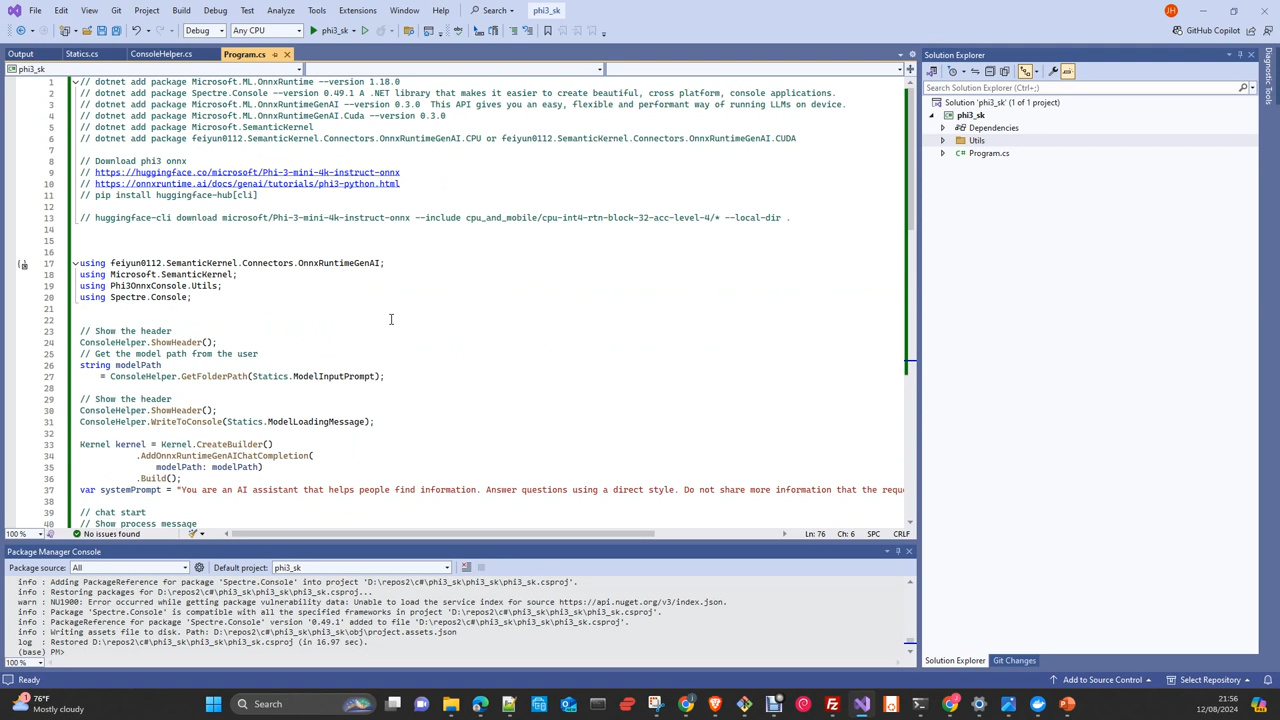 File Edit View Git Project Build Debug Test Analyze Tools Extensions Window Help Search phi3_sk JH
Debug Any CPU phi3_sk GitHub Copilot
Output Statics.cs ConsoleHelper.cs Program.cs
phi3_sk
1 // dotnet add package Microsoft.ML.OnnxRuntime --version 1.18.0
2 // dotnet add package Spectre.Console --version 0.49.1 A .NET library that makes it easier to create beautiful, cross platform, console applications.
3 // dotnet add package Microsoft.ML.OnnxRuntimeGenAI --version 0.3.0 This API gives you an easy, flexible and performant way of running LLMs on device.
4 // dotnet add package Microsoft.ML.OnnxRuntimeGenAI.Cuda --version 0.3.0
5 // dotnet add package Microsoft.SemanticKernel
6 // dotnet add package feiyun0112.SemanticKernel.Connectors.OnnxRuntimeGenAI.CPU or feiyun0112.SemanticKernel.Connectors.OnnxRuntimeGenAI.CUDA
7
8 // Download phi3 onnx
9 // https://huggingface.co/microsoft/Phi-3-mini-4k-instruct-onnx
10 // https://onnxruntime.ai/docs/genai/tutorials/phi3-python.html
11 // pip install huggingface-hub[cli]
12
13 // huggingface-cli download microsoft/Phi-3-mini-4k-instruct-onnx --include cpu_and_mobile/cpu-int4-rtn-block-32-acc-level-4/* --local-dir .
14
15
16
17 using feiyun0112.SemanticKernel.Connectors.OnnxRuntimeGenAI;
18 using Microsoft.SemanticKernel;
19 using Phi3OnnxConsole.Utils;
20 using Spectre.Console;
21
22
23 // Show the header
24 ConsoleHelper.ShowHeader();
25 // Get the model path from the user
26 string modelPath
27 = ConsoleHelper.GetFolderPath(Statics.ModelInputPrompt);
28
29 // Show the header
30 ConsoleHelper.ShowHeader();
31 ConsoleHelper.WriteToConsole(Statics.ModelLoadingMessage);
32
33 Kernel kernel = Kernel.CreateBuilder()
34 .AddOnnxRuntimeGenAIChatCompletion(
35 modelPath: modelPath)
36 .Build();
37 var systemPrompt = "You are an AI assistant that helps people find information. Answer questions using a direct style. Do not share more information that the reque
38
39 // chat start
40 // Show process message
100 % No issues found Ln: 76 Ch: 6 SPC CRLF
Package Manager Console
Package source: All Default project: phi3_sk
info : Adding PackageReference for package 'Spectre.Console' into project 'D:\repos2\c#\phi3_sk\phi3_sk\phi3_sk.csproj'.
info : Restoring packages for D:\repos2\c#\phi3_sk\phi3_sk\phi3_sk.csproj...
warn : NU1900: Error occurred while getting package vulnerability data: Unable to load the service index for source https://api.nuget.org/v3/index.json.
info : Package 'Spectre.Console' is compatible with all the specified frameworks in project 'D:\repos2\c#\phi3_sk\phi3_sk\phi3_sk.csproj'.
info : PackageReference for package 'Spectre.Console' version '0.49.1' added to file 'D:\repos2\c#\phi3_sk\phi3_sk\phi3_sk.csproj'.
info : Writing assets file to disk. Path: D:\repos2\c#\phi3_sk\phi3_sk\obj\project.assets.json
log : Restored D:\repos2\c#\phi3_sk\phi3_sk\phi3_sk.csproj (in 16.97 sec).
(base) PM>
100 %
Solution Explorer
Search Solution Explorer (Ctrl+;)
Solution 'phi3_sk' (1 of 1 project)
phi3_sk
Dependencies
Utils
Program.cs
Solution Explorer Git Changes
Diagnostic Tools
Ready Add to Source Control Select Repository
76°F
Mostly cloudy
Search
21:56
12/08/2024